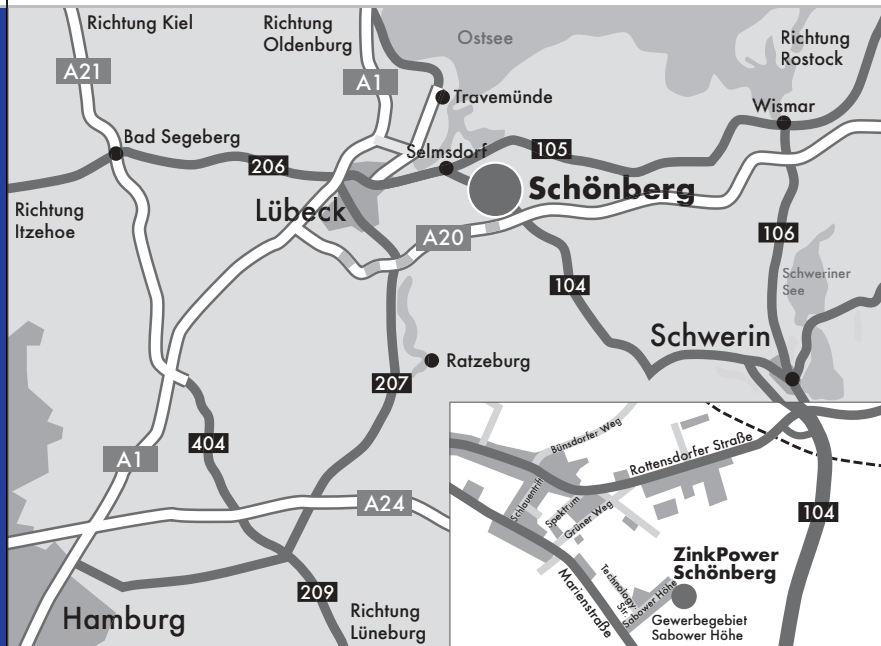 Richtung Kiel
Richtung
Oldenburg
Ostsee
Richtung
Rostock
A21
A1
Travemünde
Wismar
Bad Segeberg
Selmsdorf
105
206
Schönberg
Richtung
Itzehoe
Lübeck
A20
106
104
Schweriner
See
Schwerin
Ratzeburg
207
404
A1
A24
209
Hamburg
Richtung
Lüneburg
Bünsdorfer Weg
Rottensdorfer Straße
Schlauentrift
Spektrum
Grüner Weg
104
ZinkPower
Schönberg
Marienstraße
Technology
Str.
Sabower Höhe
Gewerbegebiet
Sabower Höhe